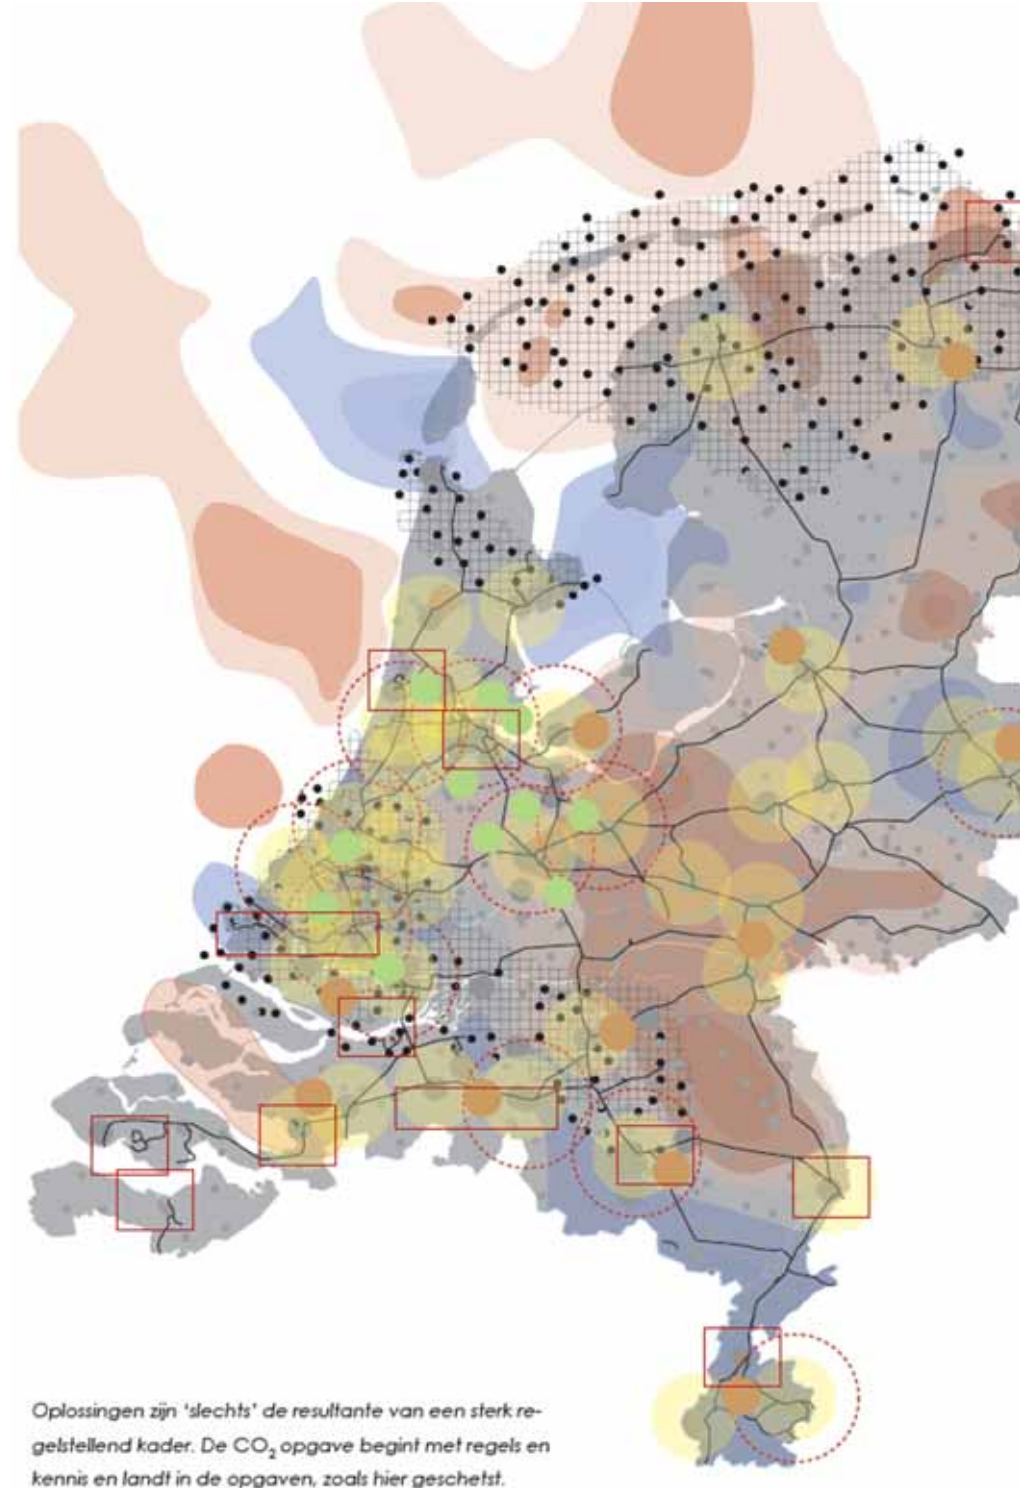 Oplossingen zijn ‘slechts’ de resultante van een sterk re-
gelstellend kader. De CO₂ opgave begint met regels en
kennis en landt in de opgaven, zoals hier geschetst.